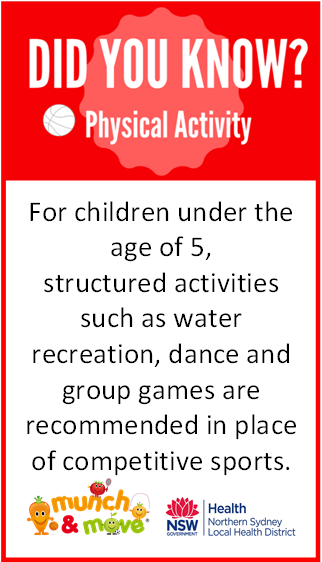 DID YOU KNOW?
Physical Activity
For children under the
age of 5,
structured activities
such as water
recreation, dance and
group games are
recommended in place
of competitive sports.
munch
& move
NSW
GOVERNMENT
Health
Northern Sydney
Local Health District